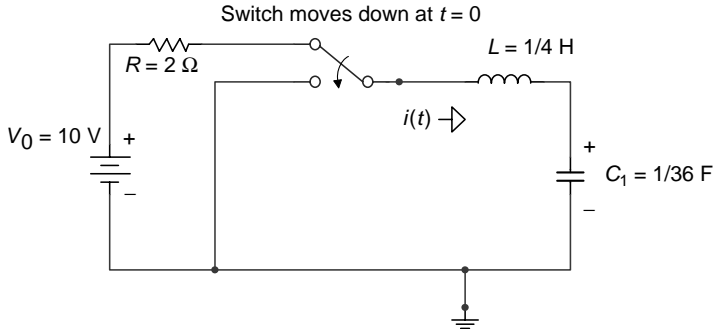 Switch moves down at t = 0
L = 1/4 H
R = 2 Ω
i(t)
V0 = 10 V
+
−
+
C1 = 1/36 F
−